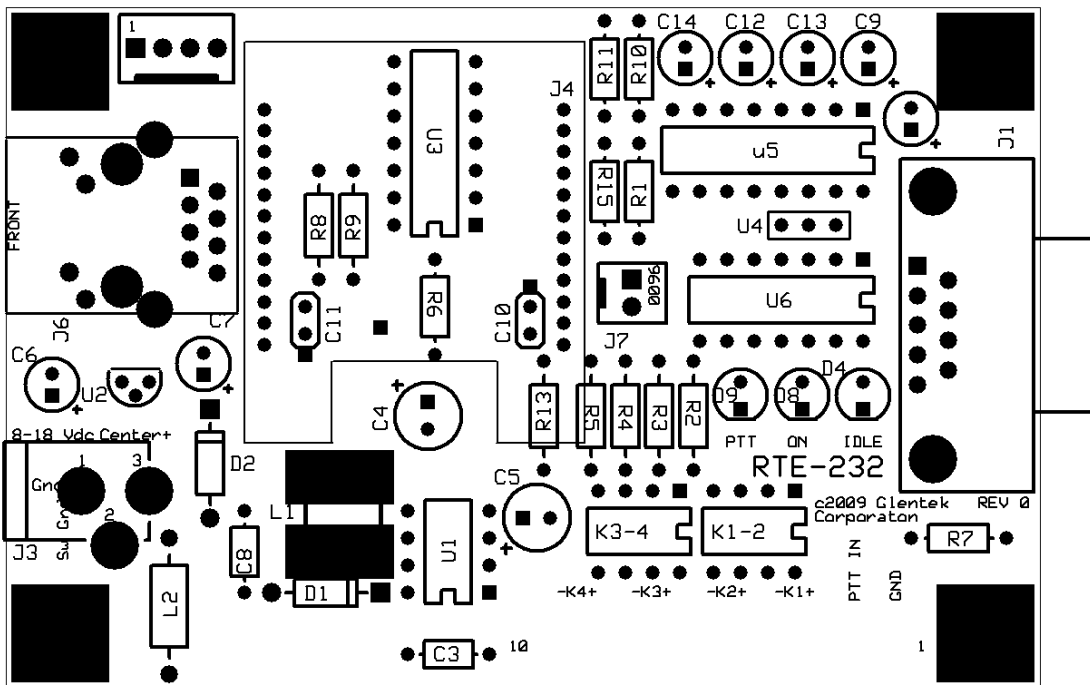 1
C14
C12
C13
C9
R11
R10
J4
U3
u5
J1
R15
R1
U4
R8
R9
FRONT
9600
U6
R6
C11
C10
J7
J6
C7
C6
U2
D4
D9
D8
C4
R13
R5
R4
R3
R2
PTT
ON
IDLE
8-18 Vdc Center+
RTE-232
D2
1
3
Gnd
C5
L1
2
c2009 Glentek
REV 0
Corporaton
K3-4
K1-2
J3
U1
R7
C8
PTT IN
GND
D1
-K4+
-K3+
-K2+
-K1+
L2
C3
10
1